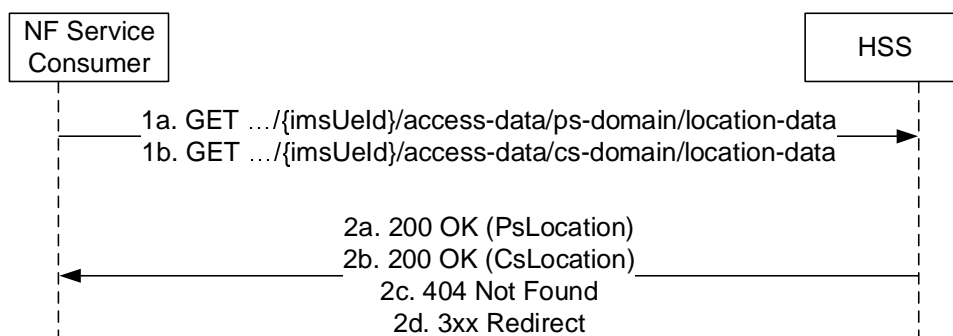 NF Service
Consumer
HSS
1a. GET …/{imsUeId}/access-data/ps-domain/location-data
1b. GET …/{imsUeId}/access-data/cs-domain/location-data
2a. 200 OK (PsLocation)
2b. 200 OK (CsLocation)
2c. 404 Not Found
2d. 3xx Redirect